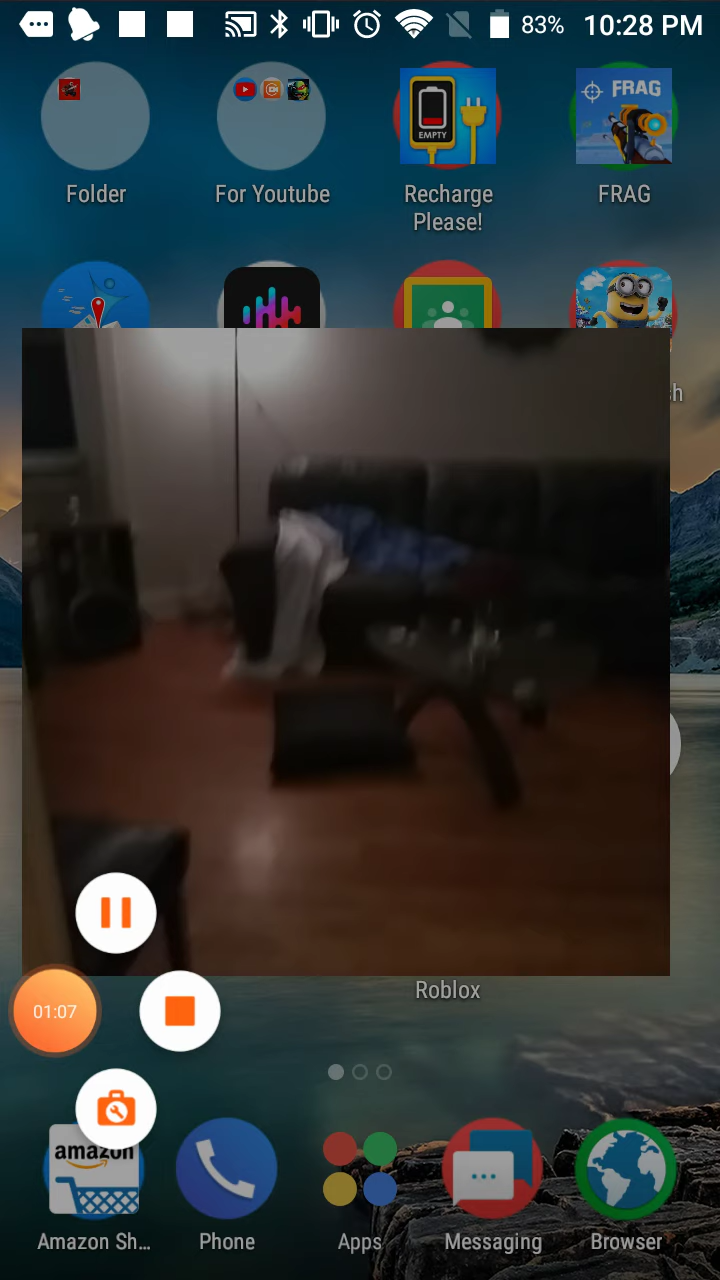 83% 10:28 PM
EMPTY
FRAG
Folder
For Youtube
Recharge
Please!
FRAG
sh
Roblox
01:07
amazon
Amazon Sh...
Phone
Apps
Messaging
Browser